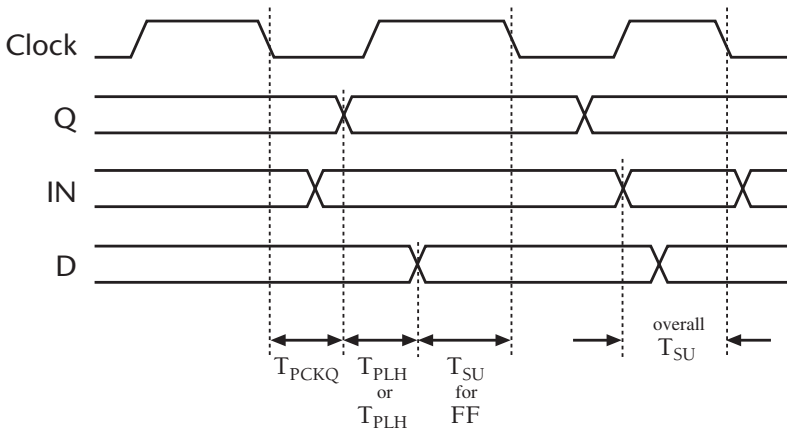 Clock
Q
IN
D
T_PCKQ
T_PLH
or
T_PLH
T_SU
for
FF
overall
T_SU